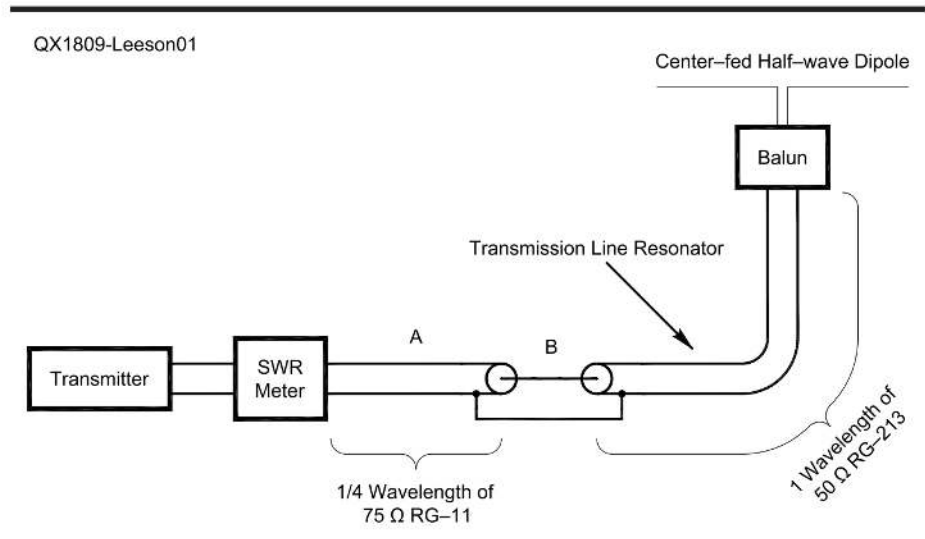 QX1809-Leeson01
Center–fed Half–wave Dipole
Balun
Transmission Line Resonator
A
B
Transmitter
SWR
Meter
1/4 Wavelength of
75 Ω RG–11
1 Wavelength of
50 Ω RG–213